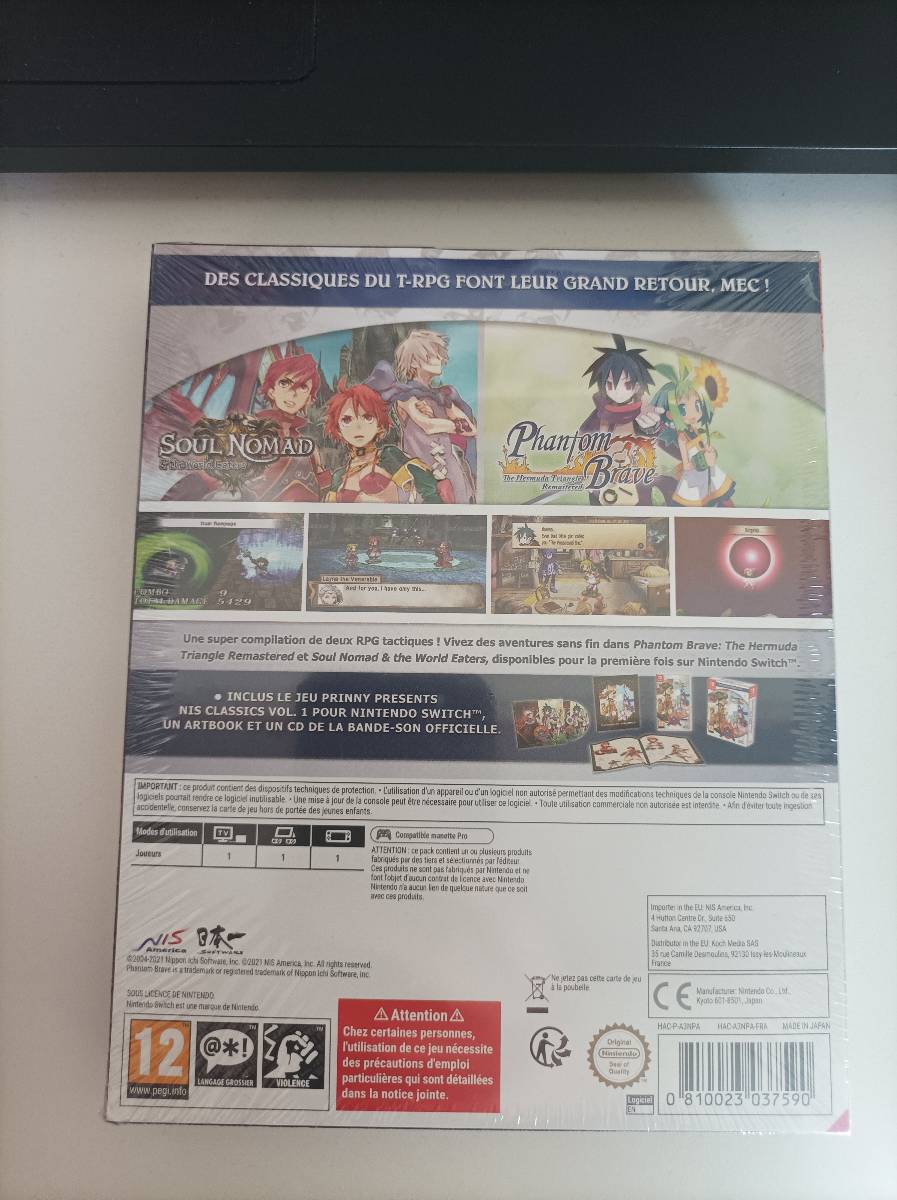 DES CLASSIQUES DU T-RPG FONT LEUR GRAND RETOUR, MEC !
SOUL NOMAD
& the World Eaters
Phantom
Brave
The Hermuda Triangle
Remastered
COMBO 9
TOTAL DAMAGE 5429
Layna the Venerable
And for you, I have only this...
Une super compilation de deux RPG tactiques ! Vivez des aventures sans fin dans Phantom Brave: The Hermuda
Triangle Remastered et Soul Nomad & the World Eaters, disponibles pour la première fois sur Nintendo Switch™.
• INCLUS LE JEU PRINNY PRESENTS
NIS CLASSICS VOL. 1 POUR NINTENDO SWITCH™,
UN ARTBOOK ET UN CD DE LA BANDE-SON OFFICIELLE.
IMPORTANT : ce produit contient des dispositifs techniques de protection. • L'utilisation d'un appareil ou d'un logiciel non autorisé permettant des modifications techniques de la console Nintendo Switch ou de ses
logiciels pourrait rendre ce logiciel inutilisable. • Une mise à jour de la console peut être nécessaire pour utiliser ce logiciel. • Toute utilisation commerciale non autorisée est interdite. • Afin d'éviter toute ingestion
accidentelle, conservez la carte de jeu hors de portée des jeunes enfants.
Modes d'utilisation TV
Joueurs 1 1 1
Compatible manette Pro
ATTENTION : ce pack contient un ou plusieurs produits
fabriqués par des tiers et sélectionnés par l'éditeur.
Ces produits ne sont pas fabriqués par Nintendo et ne
font l'objet d'aucun contrat de licence avec Nintendo.
Nintendo n'a aucun lien de quelque nature que ce soit
avec ces produits.
Importer in the EU: NIS America, Inc.
4 Hutton Centre Dr., Suite 650
Santa Ana, CA 92707, USA
Distributor in the EU: Koch Media SAS
35 rue Camille Desmoulins, 92130 Issy-les-Moulineaux
France
NIS
America
日本一
SOFTWARE
©2004-2021 Nippon Ichi Software, Inc. ©2021 NIS America, Inc. All rights reserved.
Phantom Brave is a trademark or registered trademark of Nippon Ichi Software, Inc.
SOUS LICENCE DE NINTENDO.
Nintendo Switch est une marque de Nintendo.
Ne jetez pas cette carte de jeu
à la poubelle.
CE
Manufacturer: Nintendo Co., Ltd.,
Kyoto 601-8501, Japan
HAC-P-A3NPA HAC-A3NPA-FRA MADE IN JAPAN
12
www.pegi.info
@*!
LANGAGE GROSSIER
VIOLENCE
Attention
Chez certaines personnes,
l'utilisation de ce jeu nécessite
des précautions d'emploi
particulières qui sont détaillées
dans la notice jointe.
Original
Nintendo
Seal of
Quality
Logiciel
EN
0 810023 037590